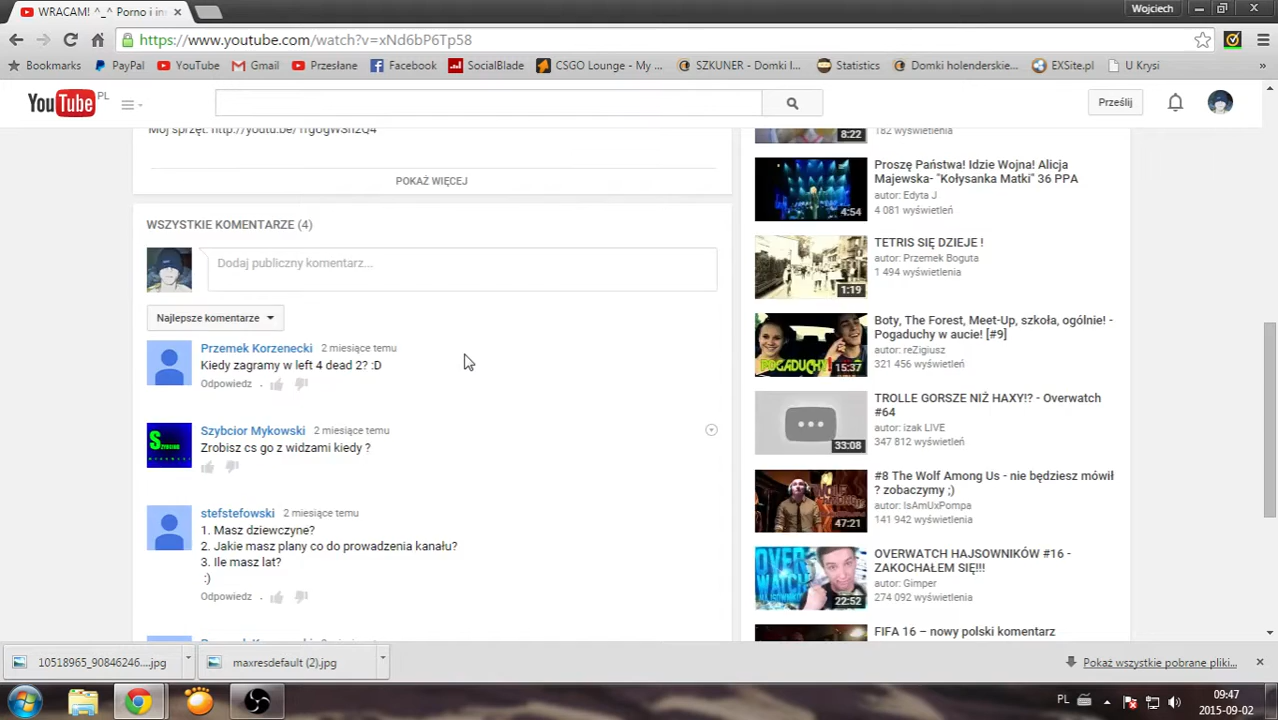 WRACAM! ^_^ Porno i in
Wojciech
https://www.youtube.com/watch?v=xNd6bP6Tp58
Bookmarks PayPal YouTube Gmail Przesłane Facebook SocialBlade CSGO Lounge - My ... SZKUNER - Domki l... Statistics Domki holenderskie... EXSite.pl U Krysi »
YouTube PL
Prześlij
Mój sprzęt: http://youtu.be/
POKAŻ WIĘCEJ
WSZYSTKIE KOMENTARZE (4)
Dodaj publiczny komentarz...
Najlepsze komentarze
Przemek Korzenecki 2 miesiące temu
Kiedy zagramy w left 4 dead 2? :D
Odpowiedz
Szybcior Mykowski 2 miesiące temu
Zrobisz cs go z widzami kiedy ?
stefstefowski 2 miesiące temu
1. Masz dziewczyne?
2. Jakie masz plany co do prowadzenia kanału?
3. Ile masz lat?
:)
Odpowiedz
8:22
182 wyświetlenia
Proszę Państwa! Idzie Wojna! Alicja
Majewska- "Kołysanka Matki" 36 PPA
autor: Edyta J
4 081 wyświetleń
4:54
TETRIS SIĘ DZIEJE !
autor: Przemek Boguta
1 494 wyświetlenia
1:19
Boty, The Forest, Meet-Up, szkoła, ogólnie! -
Pogaduchy w aucie! [#9]
autor: reZigiusz
321 456 wyświetleń
POGADUCHY
15:37
TROLLE GORSZE NIŻ HAXY!? - Overwatch
#64
autor: izak LIVE
347 812 wyświetleń
33:08
#8 The Wolf Among Us - nie będziesz mówił
? zobaczymy ;)
autor: IsAmUxPompa
141 942 wyświetlenia
47:21
OVERWATCH HAJSOWNIKÓW #16 -
ZAKOCHAŁEM SIĘ!!!
autor: Gimper
274 092 wyświetlenia
OVER
WATCH
22:52
FIFA 16 – nowy polski komentarz
10518965_90846246....jpg
maxresdefault (2).jpg
Pokaż wszystkie pobrane pliki...
PL
09:47
2015-09-02